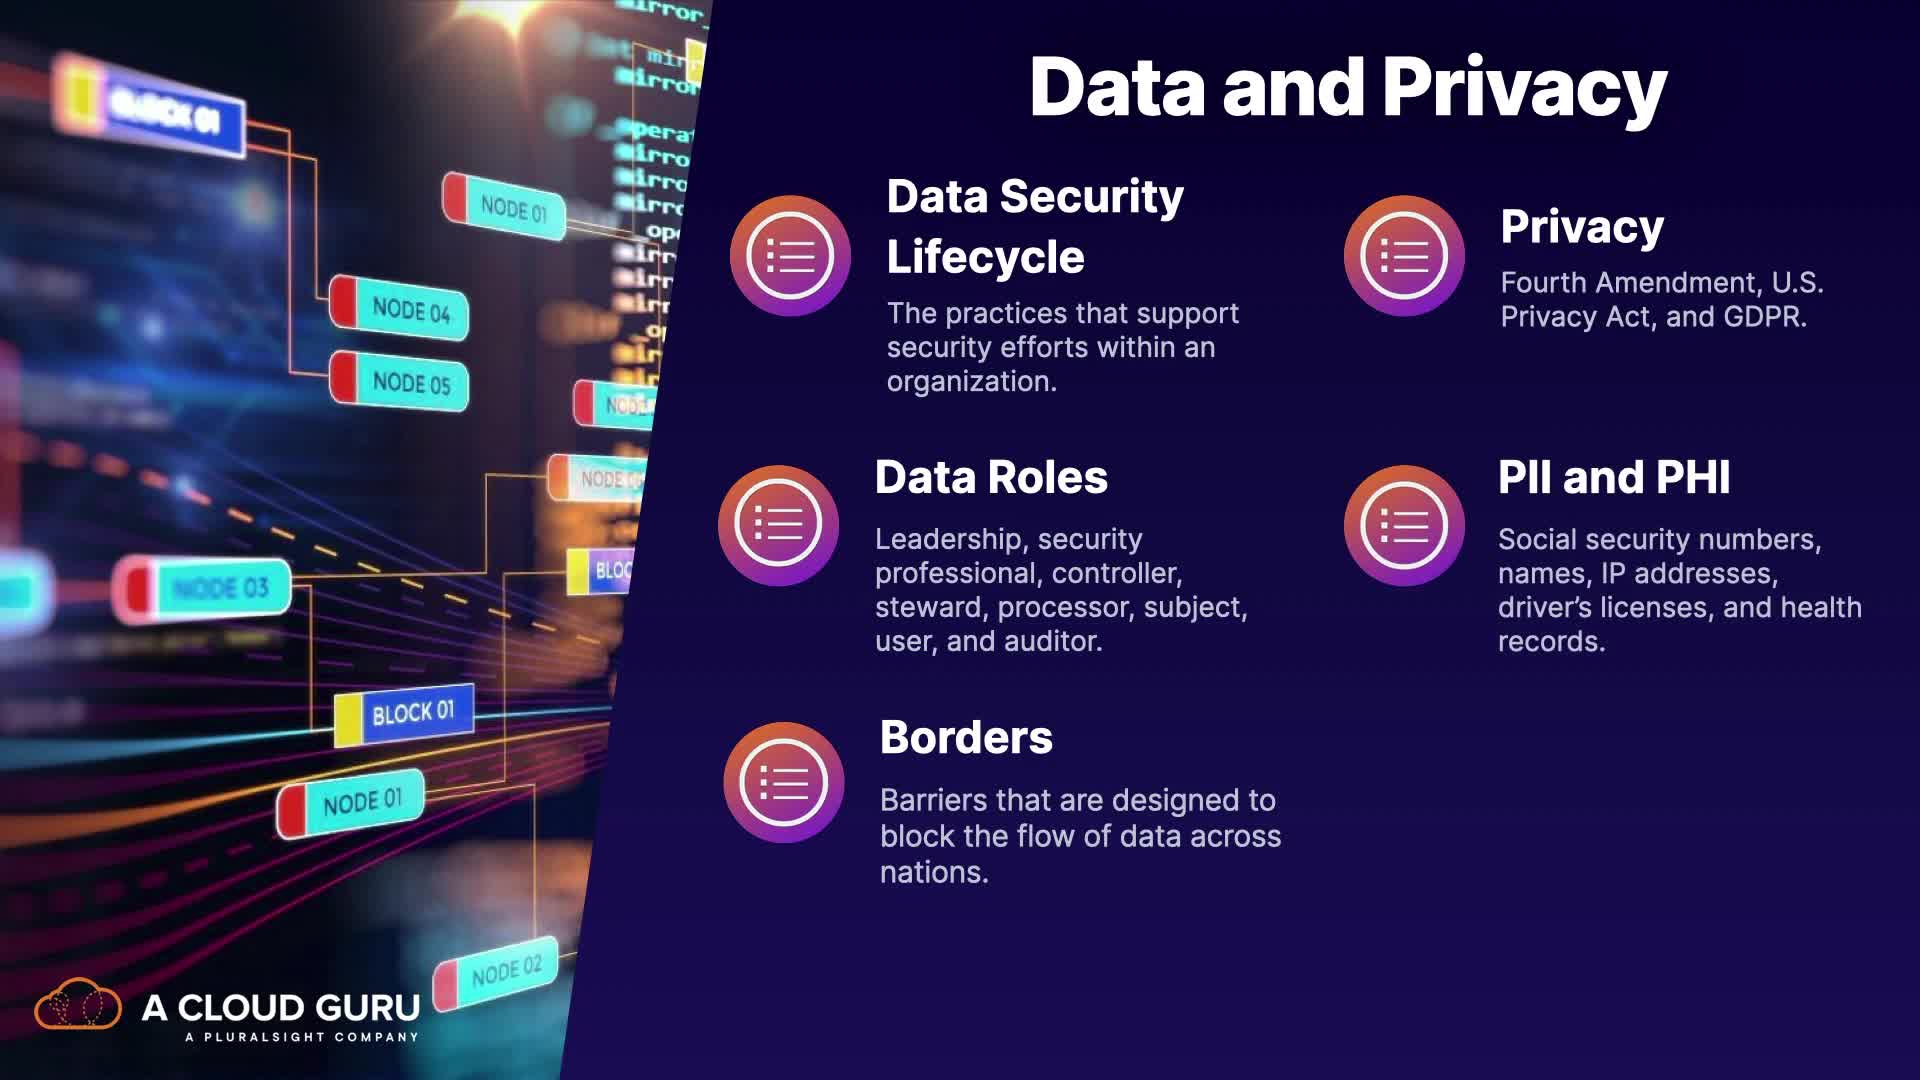 Data and Privacy
Data Security
Lifecycle
The practices that support
security efforts within an
organization.
Privacy
Fourth Amendment, U.S.
Privacy Act, and GDPR.
Data Roles
Leadership, security
professional, controller,
steward, processor, subject,
user, and auditor.
PII and PHI
Social security numbers,
names, IP addresses,
driver’s licenses, and health
records.
Borders
Barriers that are designed to
block the flow of data across
nations.
BLOCK 01
NODE 01
NODE 04
NODE 05
NODE 03
BLOCK 01
NODE 01
NODE 02
A CLOUD GURU
A PLURALSIGHT COMPANY